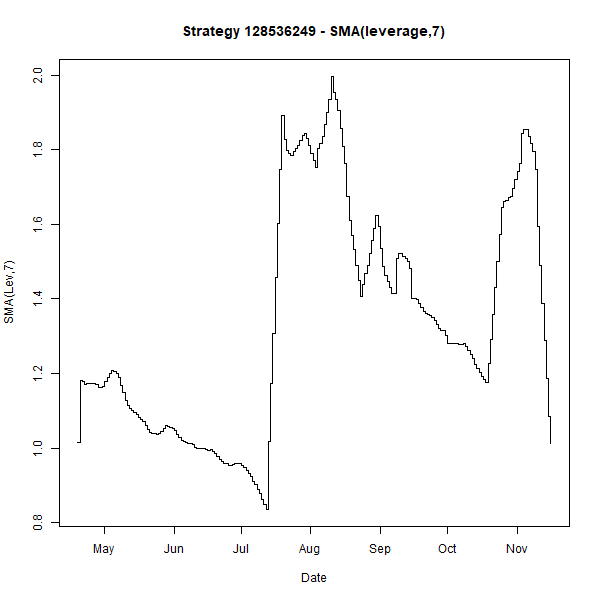 Strategy 128536249 - SMA(leverage,7)
SMA(Lev,7)
2.0
1.8
1.6
1.4
1.2
1.0
0.8
May Jun Jul Aug Sep Oct Nov
Date